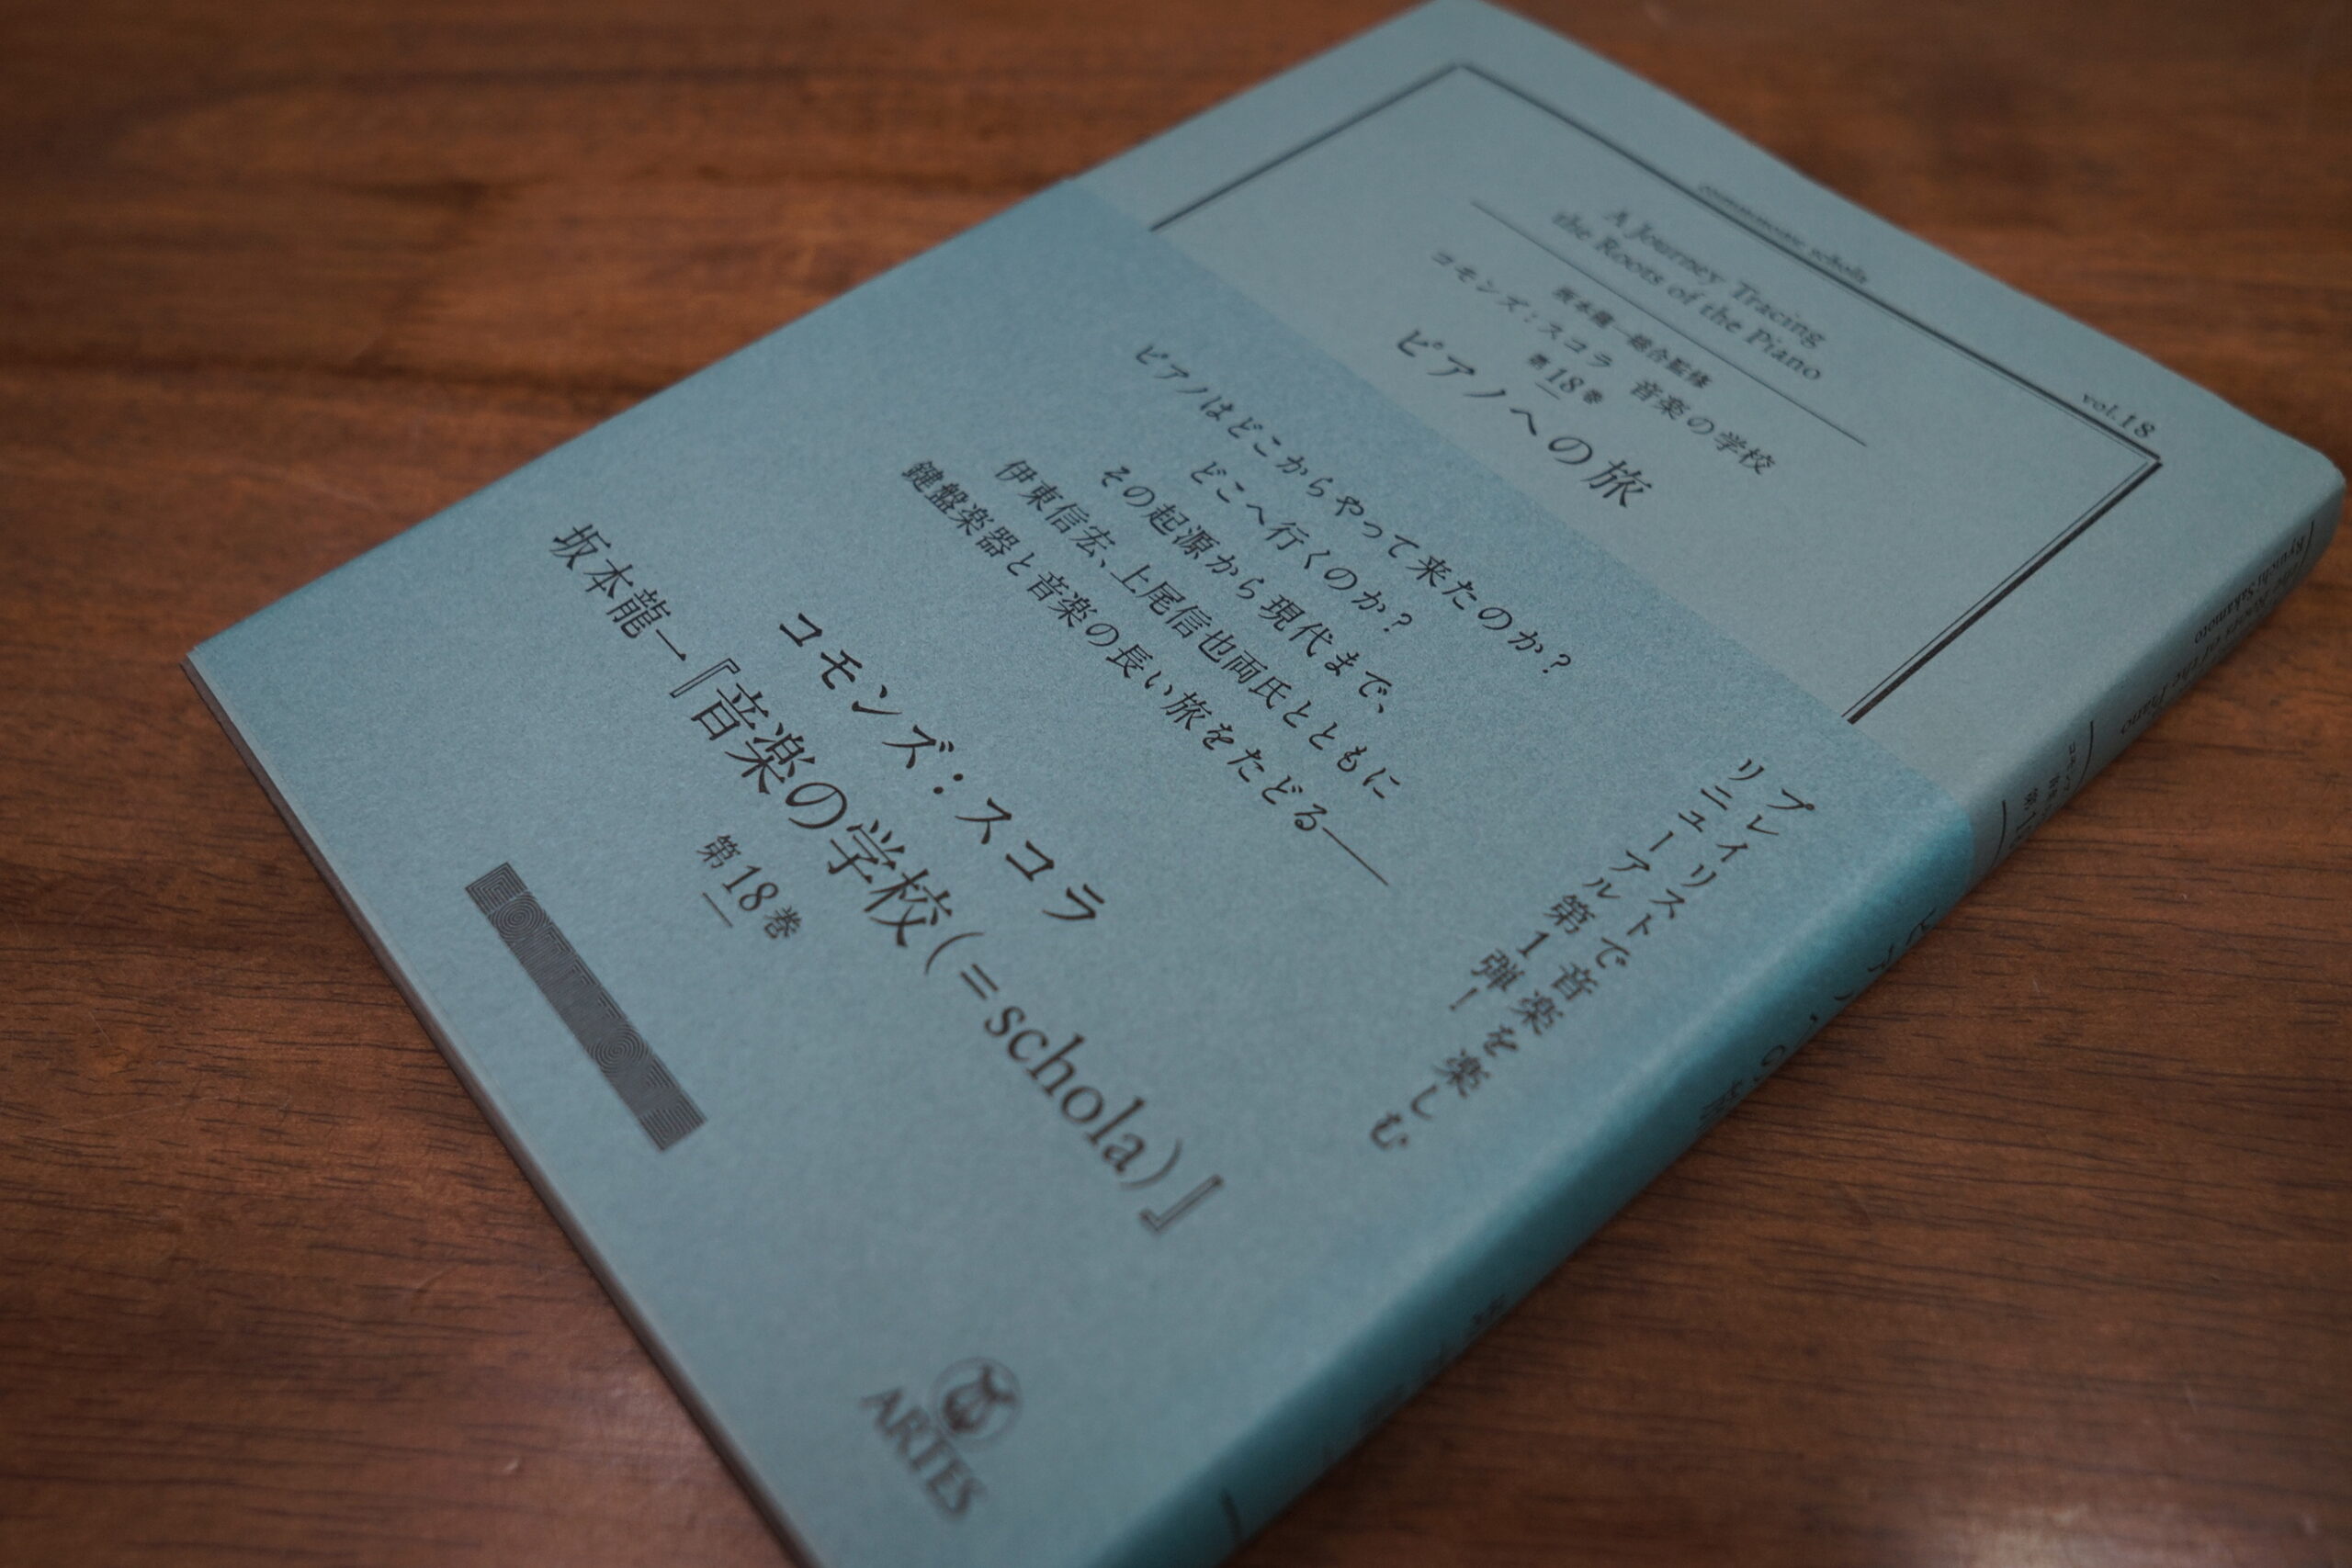 commmons: schola
vol.18
A Journey Tracing
the Roots of the Piano
坂本龍一総合監修
コモンズ：スコラ 音楽の学校
第18巻
ピアノへの旅
ピアノはどこからやって来たのか？
どこへ行くのか？
その起源から現代まで、
伊東信宏、上尾信也両氏とともに
鍵盤楽器と音楽の長い旅をたどる——
プレイリストで音楽を楽しむ
リニューアル第1弾！
コモンズ：スコラ
坂本龍一『音楽の学校(=schola)』
第18巻
ARTES
Ryuichi Sakamoto
the Roots of the Piano